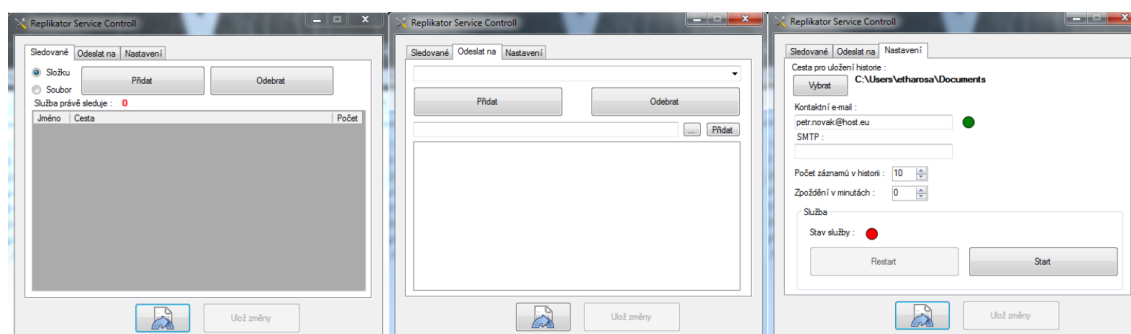 Replikator Service Controll
Sledované Odeslat na Nastavení
Složku
Soubor
Přidat
Odebrat
Služba právě sleduje : 0
Jméno Cesta Počet
Ulož změny
Replikator Service Controll
Sledované Odeslat na Nastavení
Přidat
Odebrat
... Přidat
Ulož změny
Replikator Service Controll
Sledované Odeslat na Nastavení
Cesta pro uložení historie :
Vybrat C:\Users\etharosa\Documents
Kontaktní e-mail :
petr.novak@host.eu
SMTP :
Počet záznamů v historii : 10
Zpoždění v minutách : 0
Služba
Stav služby :
Restart
Start
Ulož změny